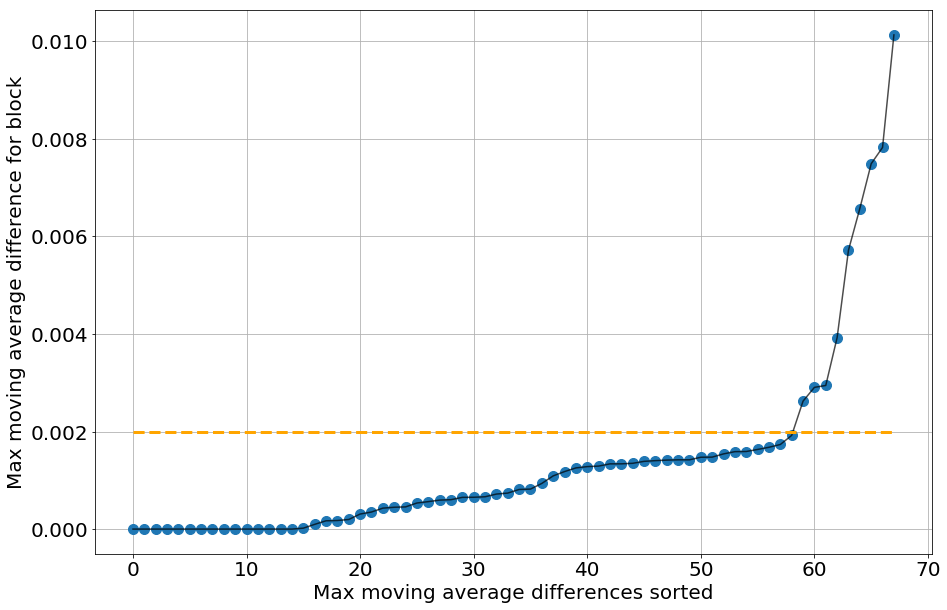 Max moving average difference for block
0.010
0.008
0.006
0.004
0.002
0.000
0 10 20 30 40 50 60 70
Max moving average differences sorted